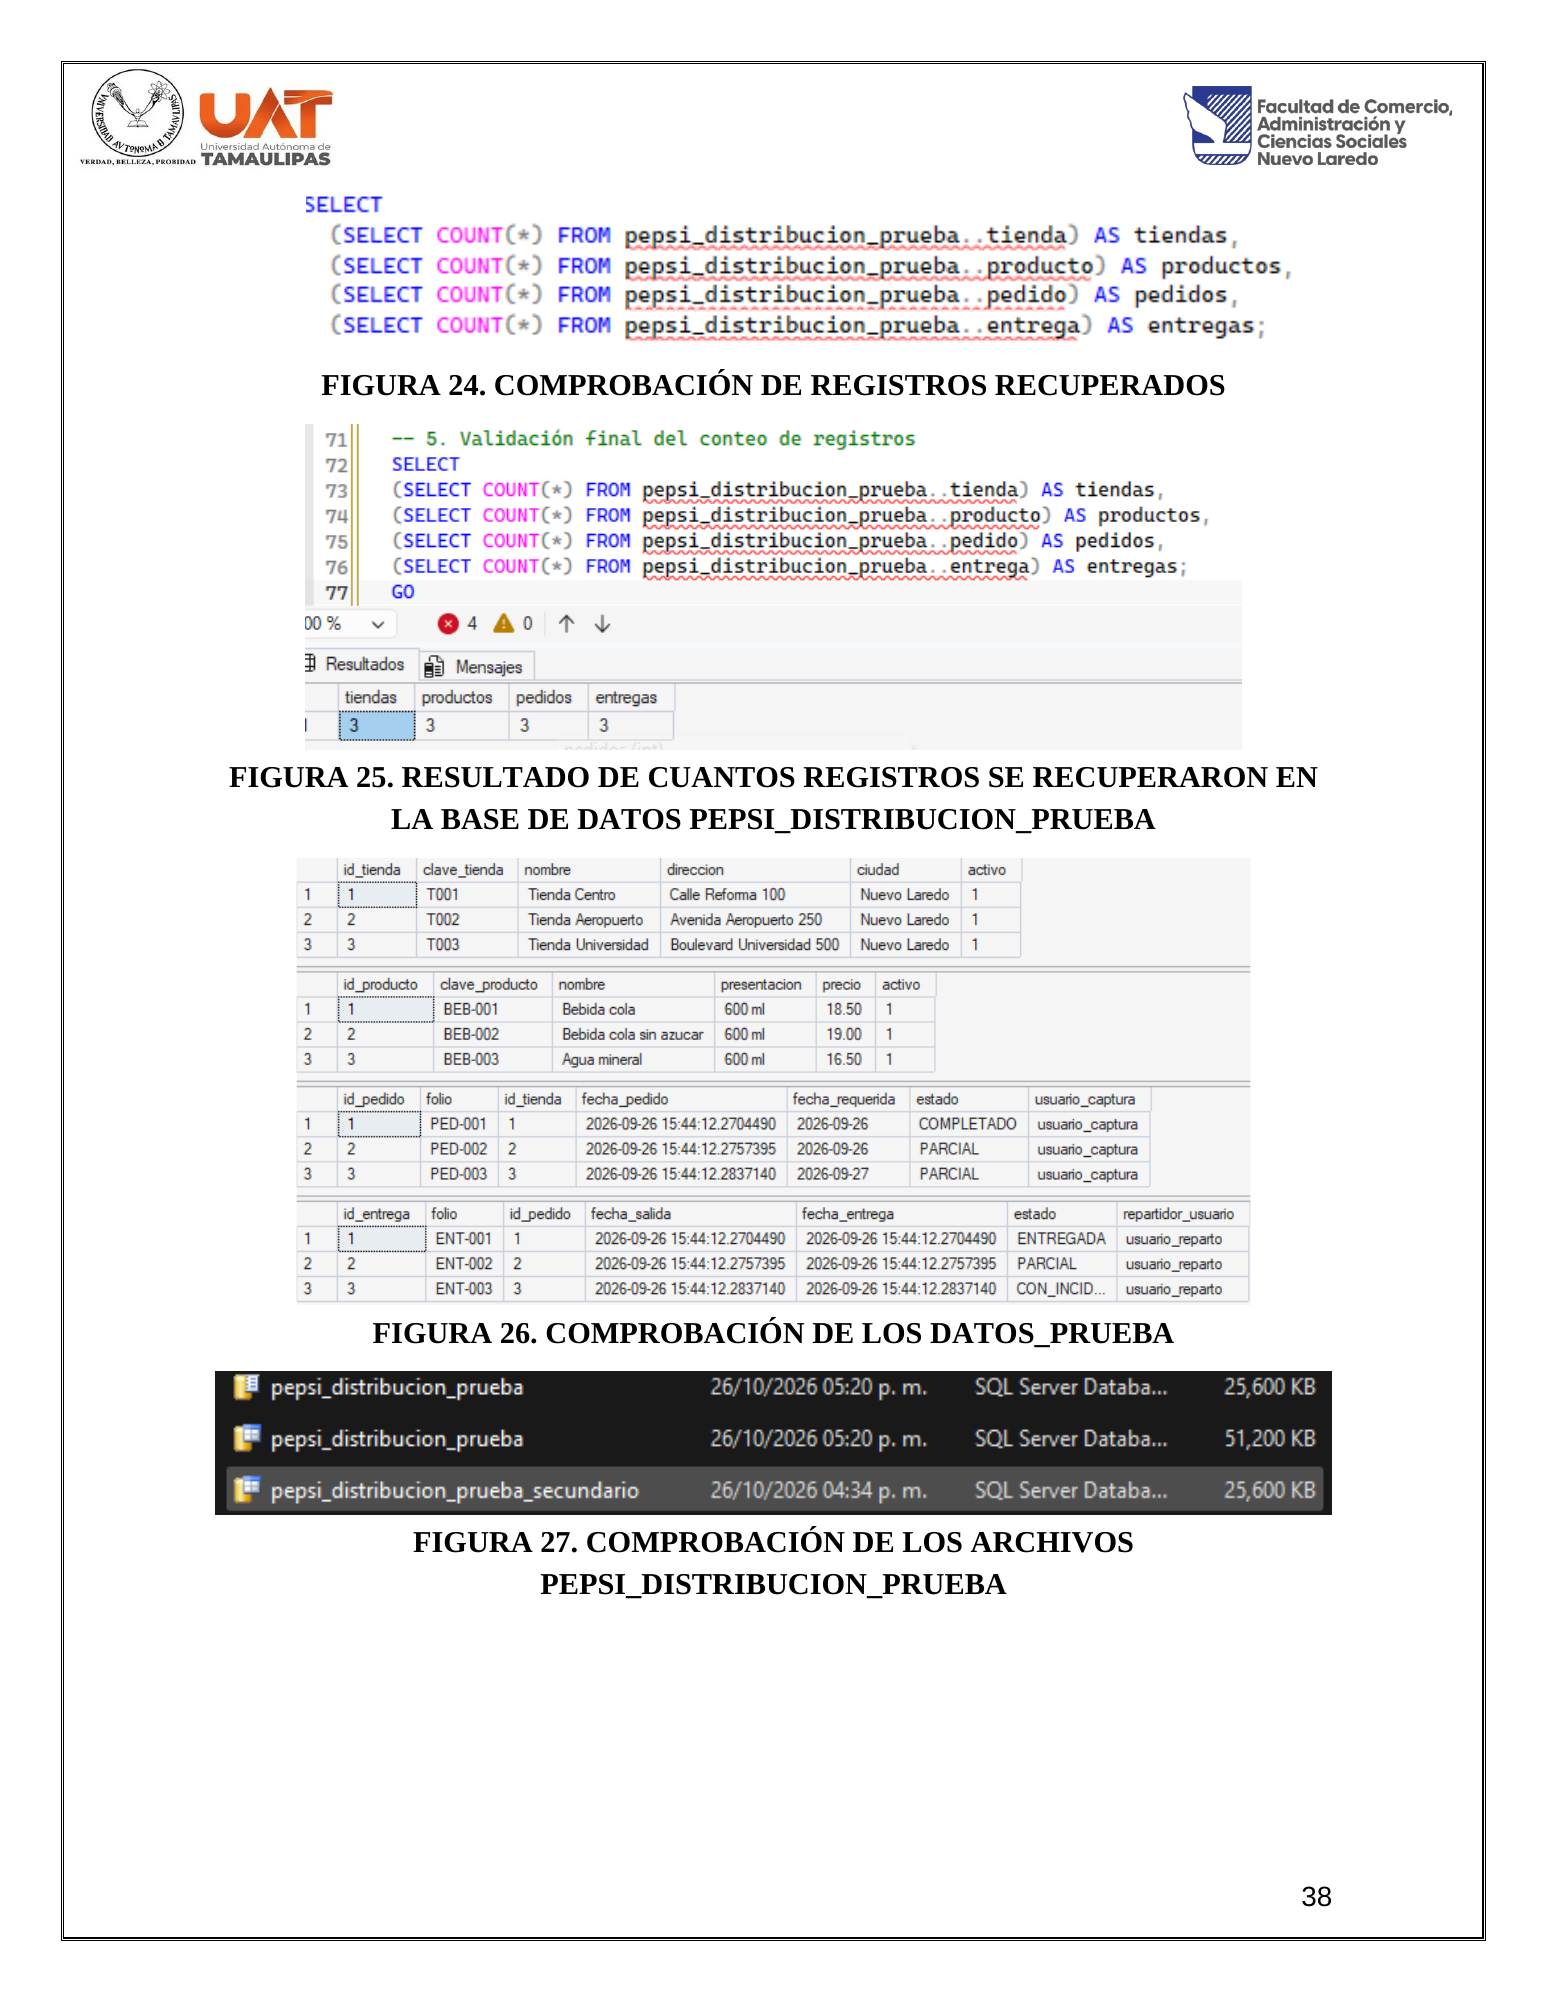 UNIVERSIDAD AVTONOMA D TAMAVLIPAS
VERDAD, BELLEZA, PROBIDAD
UAT
Universidad Autónoma de
TAMAULIPAS
Facultad de Comercio,
Administración y
Ciencias Sociales
Nuevo Laredo
SELECT
(SELECT COUNT(*) FROM pepsi_distribucion_prueba..tienda) AS tiendas,
(SELECT COUNT(*) FROM pepsi_distribucion_prueba..producto) AS productos,
(SELECT COUNT(*) FROM pepsi_distribucion_prueba..pedido) AS pedidos,
(SELECT COUNT(*) FROM pepsi_distribucion_prueba..entrega) AS entregas;
FIGURA 24. COMPROBACIÓN DE REGISTROS RECUPERADOS
71 -- 5. Validación final del conteo de registros
72 SELECT
73 (SELECT COUNT(*) FROM pepsi_distribucion_prueba..tienda) AS tiendas,
74 (SELECT COUNT(*) FROM pepsi_distribucion_prueba..producto) AS productos,
75 (SELECT COUNT(*) FROM pepsi_distribucion_prueba..pedido) AS pedidos,
76 (SELECT COUNT(*) FROM pepsi_distribucion_prueba..entrega) AS entregas;
77 GO
00 % 4 0
Resultados Mensajes
tiendas productos pedidos entregas
3 3 3 3
FIGURA 25. RESULTADO DE CUANTOS REGISTROS SE RECUPERARON EN
LA BASE DE DATOS PEPSI_DISTRIBUCION_PRUEBA
id_tienda clave_tienda nombre direccion ciudad activo
1 1 T001 Tienda Centro Calle Reforma 100 Nuevo Laredo 1
2 2 T002 Tienda Aeropuerto Avenida Aeropuerto 250 Nuevo Laredo 1
3 3 T003 Tienda Universidad Boulevard Universidad 500 Nuevo Laredo 1
id_producto clave_producto nombre presentacion precio activo
1 1 BEB-001 Bebida cola 600 ml 18.50 1
2 2 BEB-002 Bebida cola sin azucar 600 ml 19.00 1
3 3 BEB-003 Agua mineral 600 ml 16.50 1
id_pedido folio id_tienda fecha_pedido fecha_requerida estado usuario_captura
1 1 PED-001 1 2026-09-26 15:44:12.2704490 2026-09-26 COMPLETADO usuario_captura
2 2 PED-002 2 2026-09-26 15:44:12.2757395 2026-09-26 PARCIAL usuario_captura
3 3 PED-003 3 2026-09-26 15:44:12.2837140 2026-09-27 PARCIAL usuario_captura
id_entrega folio id_pedido fecha_salida fecha_entrega estado repartidor_usuario
1 1 ENT-001 1 2026-09-26 15:44:12.2704490 2026-09-26 15:44:12.2704490 ENTREGADA usuario_reparto
2 2 ENT-002 2 2026-09-26 15:44:12.2757395 2026-09-26 15:44:12.2757395 PARCIAL usuario_reparto
3 3 ENT-003 3 2026-09-26 15:44:12.2837140 2026-09-26 15:44:12.2837140 CON_INCID... usuario_reparto
FIGURA 26. COMPROBACIÓN DE LOS DATOS_PRUEBA
pepsi_distribucion_prueba 26/10/2026 05:20 p. m. SQL Server Databa... 25,600 KB
pepsi_distribucion_prueba 26/10/2026 05:20 p. m. SQL Server Databa... 51,200 KB
pepsi_distribucion_prueba_secundario 26/10/2026 04:34 p. m. SQL Server Databa... 25,600 KB
FIGURA 27. COMPROBACIÓN DE LOS ARCHIVOS
PEPSI_DISTRIBUCION_PRUEBA
38